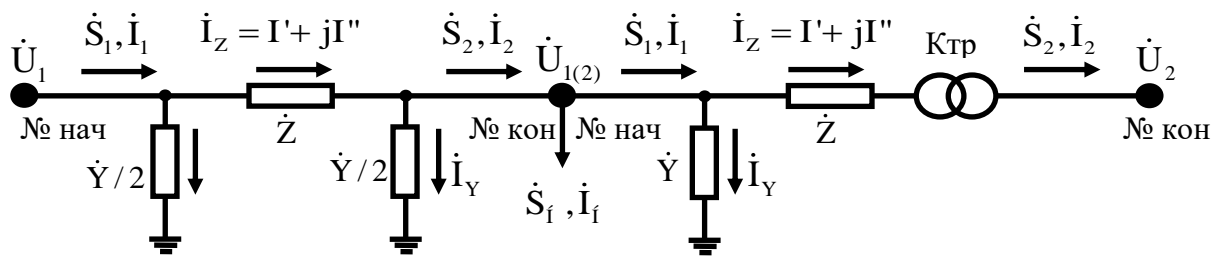 Ṡ₁, İ₁
İ_Z = I'+ jI"
Ṡ₂, İ₂
Ṡ₁, İ₁
İ_Z = I'+ jI"
Kтр
Ṡ₂, İ₂
U̇₁
U̇₁₍₂₎
U̇₂
№ нач
Ż
№ кон
№ нач
Ż
№ кон
Ẏ/2
Ẏ/2
İ_Y
Ẏ
İ_Y
Ṡ_í , İ_í